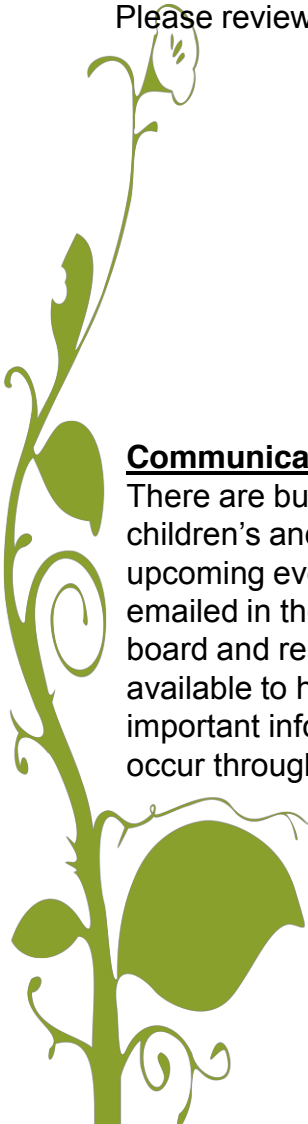 Please review
Communica
There are bu
children's and
upcoming eve
emailed in th
board and re
available to h
important info
occur through